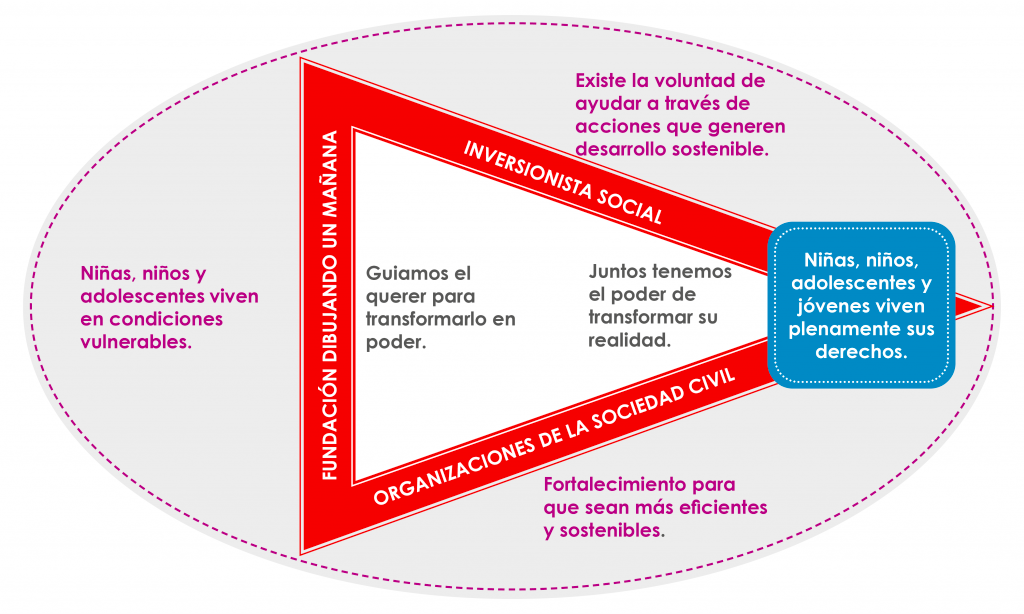 Existe la voluntad de
ayudar a través de
acciones que generen
desarrollo sostenible.
INVERSIONISTA SOCIAL
FUNDACIÓN DIBUJANDO UN MAÑANA
Niñas, niños y
adolescentes viven
en condiciones
vulnerables.
Guiamos el
querer para
transformarlo en
poder.
Juntos tenemos
el poder de
transformar su
realidad.
Niñas, niños,
adolescentes y
jóvenes viven
plenamente sus
derechos.
ORGANIZACIONES DE LA SOCIEDAD CIVIL
Fortalecimiento para
que sean más eficientes
y sostenibles.